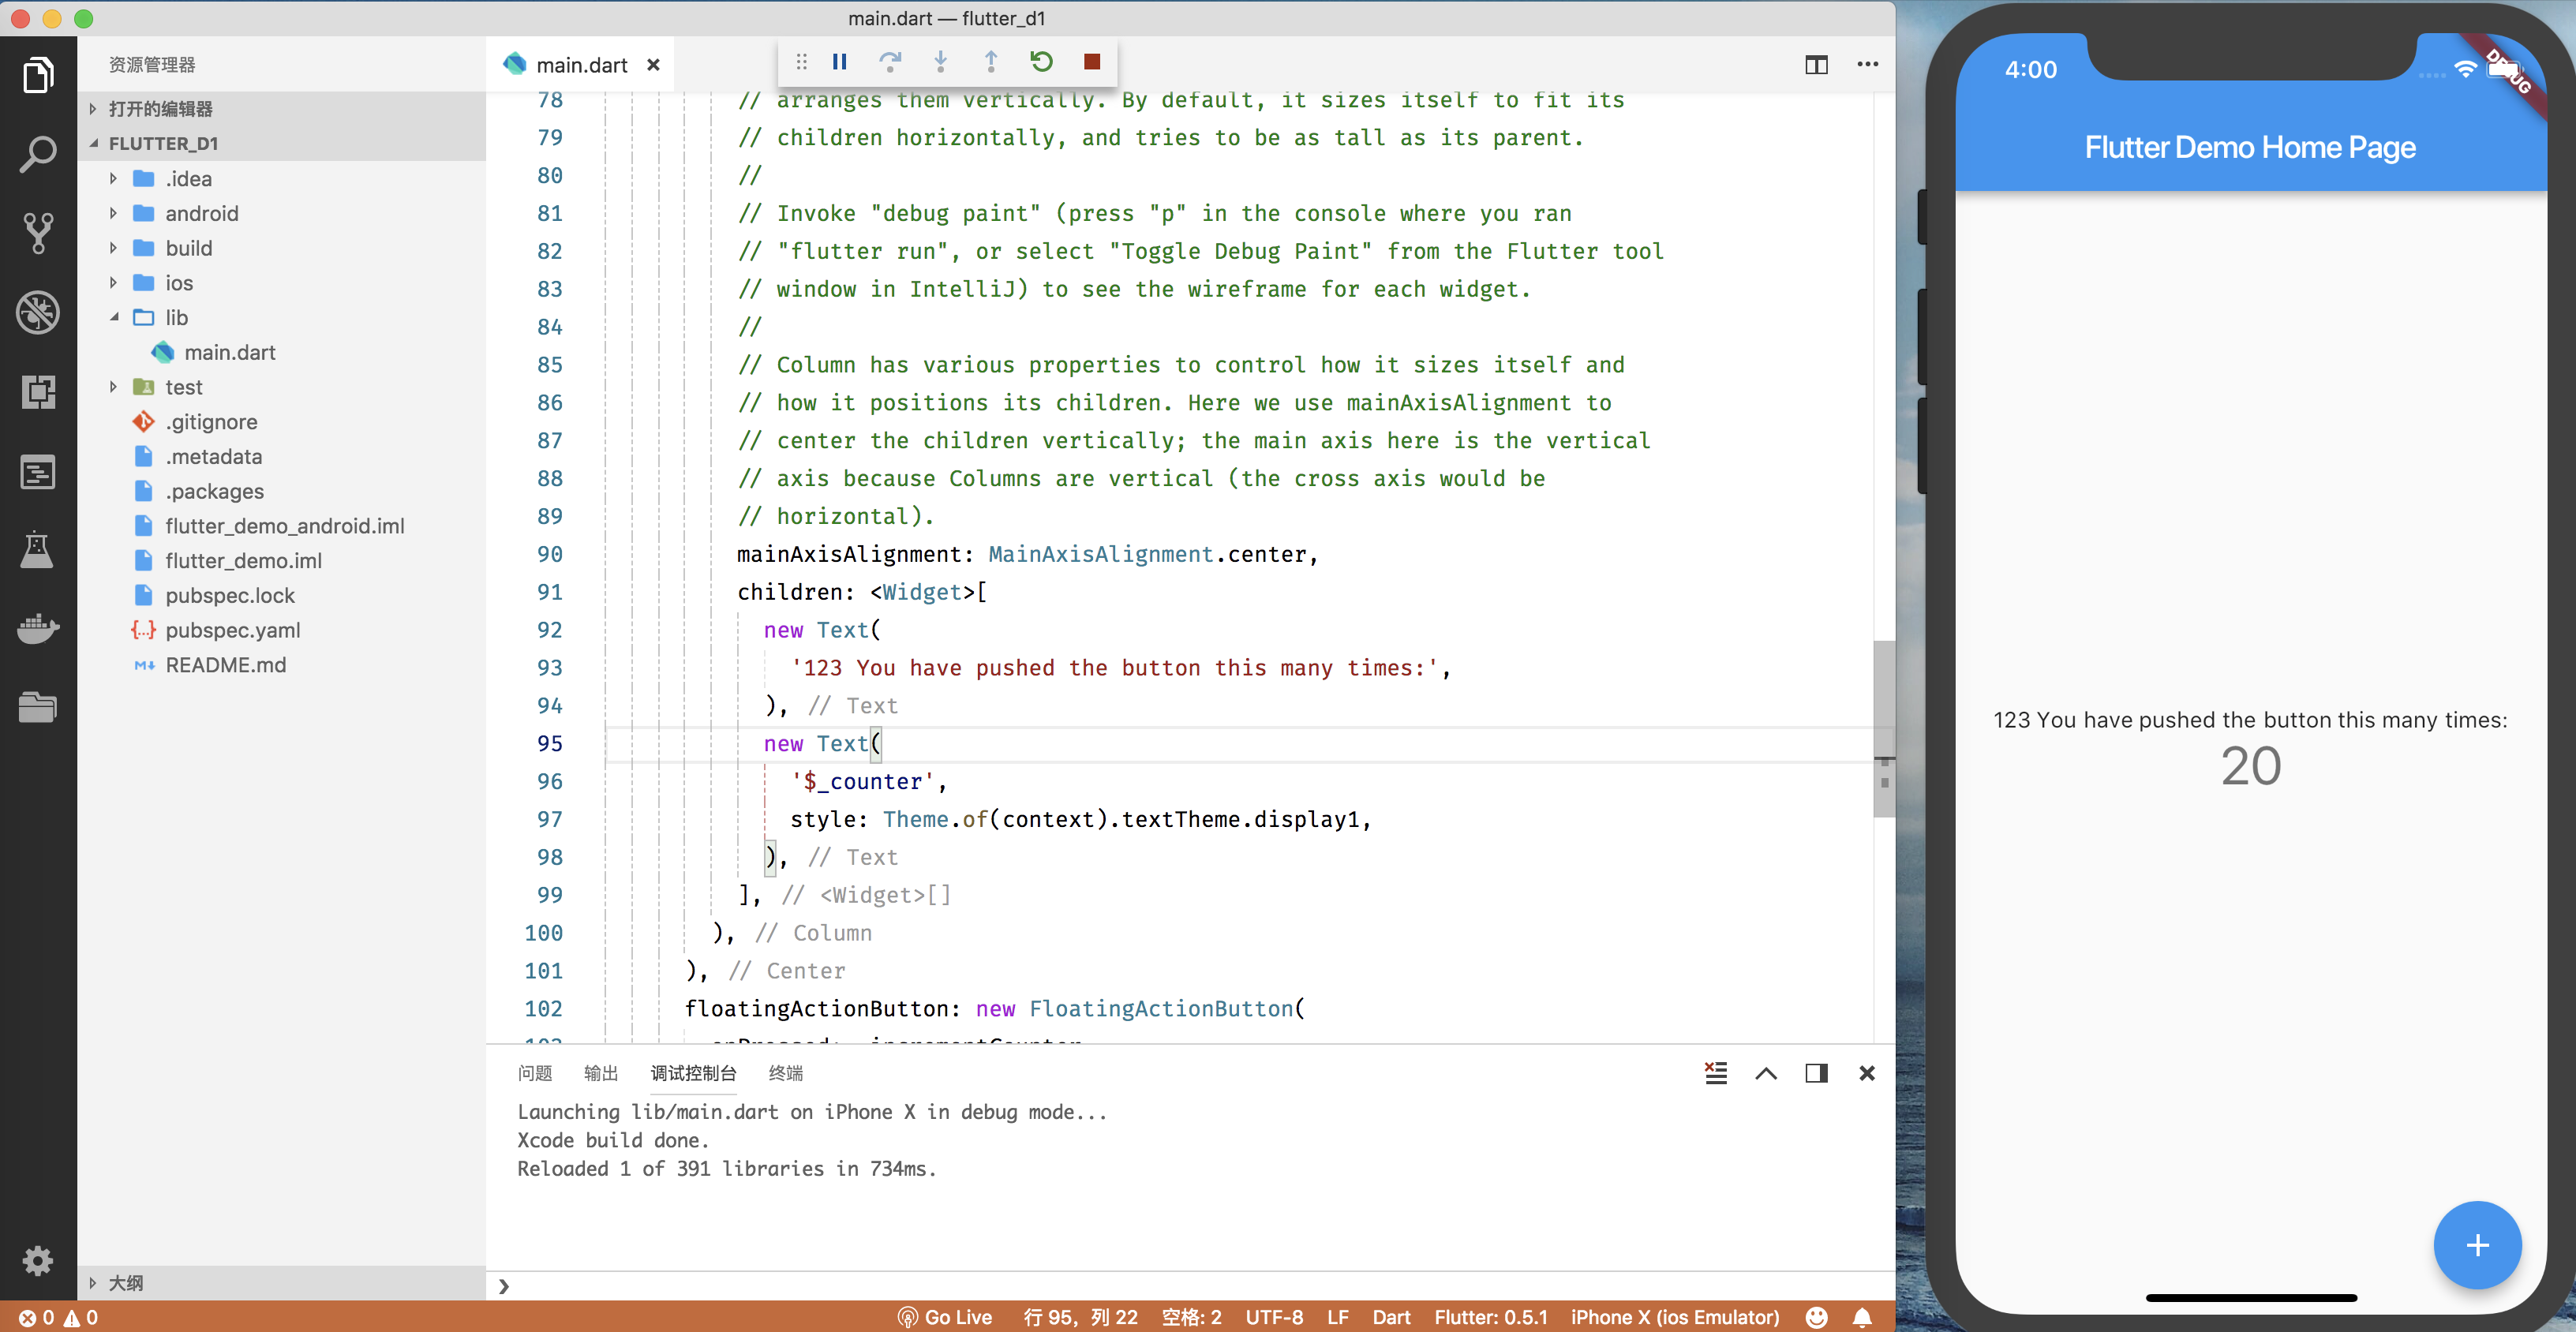 main.dart — flutter_d1
资源管理器
打开的编辑器
FLUTTER_D1
.idea
android
build
ios
lib
main.dart
test
.gitignore
.metadata
.packages
flutter_demo_android.iml
flutter_demo.iml
pubspec.lock
pubspec.yaml
README.md
大纲
main.dart
78 // arranges them vertically. By default, it sizes itself to fit its
79 // children horizontally, and tries to be as tall as its parent.
80 //
81 // Invoke "debug paint" (press "p" in the console where you ran
82 // "flutter run", or select "Toggle Debug Paint" from the Flutter tool
83 // window in IntelliJ) to see the wireframe for each widget.
84 //
85 // Column has various properties to control how it sizes itself and
86 // how it positions its children. Here we use mainAxisAlignment to
87 // center the children vertically; the main axis here is the vertical
88 // axis because Columns are vertical (the cross axis would be
89 // horizontal).
90 mainAxisAlignment: MainAxisAlignment.center,
91 children: <Widget>[
92 new Text(
93 '123 You have pushed the button this many times:',
94 ), // Text
95 new Text(
96 '$_counter',
97 style: Theme.of(context).textTheme.display1,
98 ), // Text
99 ], // <Widget>[]
100 ), // Column
101 ), // Center
102 floatingActionButton: new FloatingActionButton(
问题 输出 调试控制台 终端
Launching lib/main.dart on iPhone X in debug mode...
Xcode build done.
Reloaded 1 of 391 libraries in 734ms.
0 0 Go Live 行 95，列 22 空格: 2 UTF-8 LF Dart Flutter: 0.5.1 iPhone X (ios Emulator)
4:00
DEBUG
Flutter Demo Home Page
123 You have pushed the button this many times:
20
+